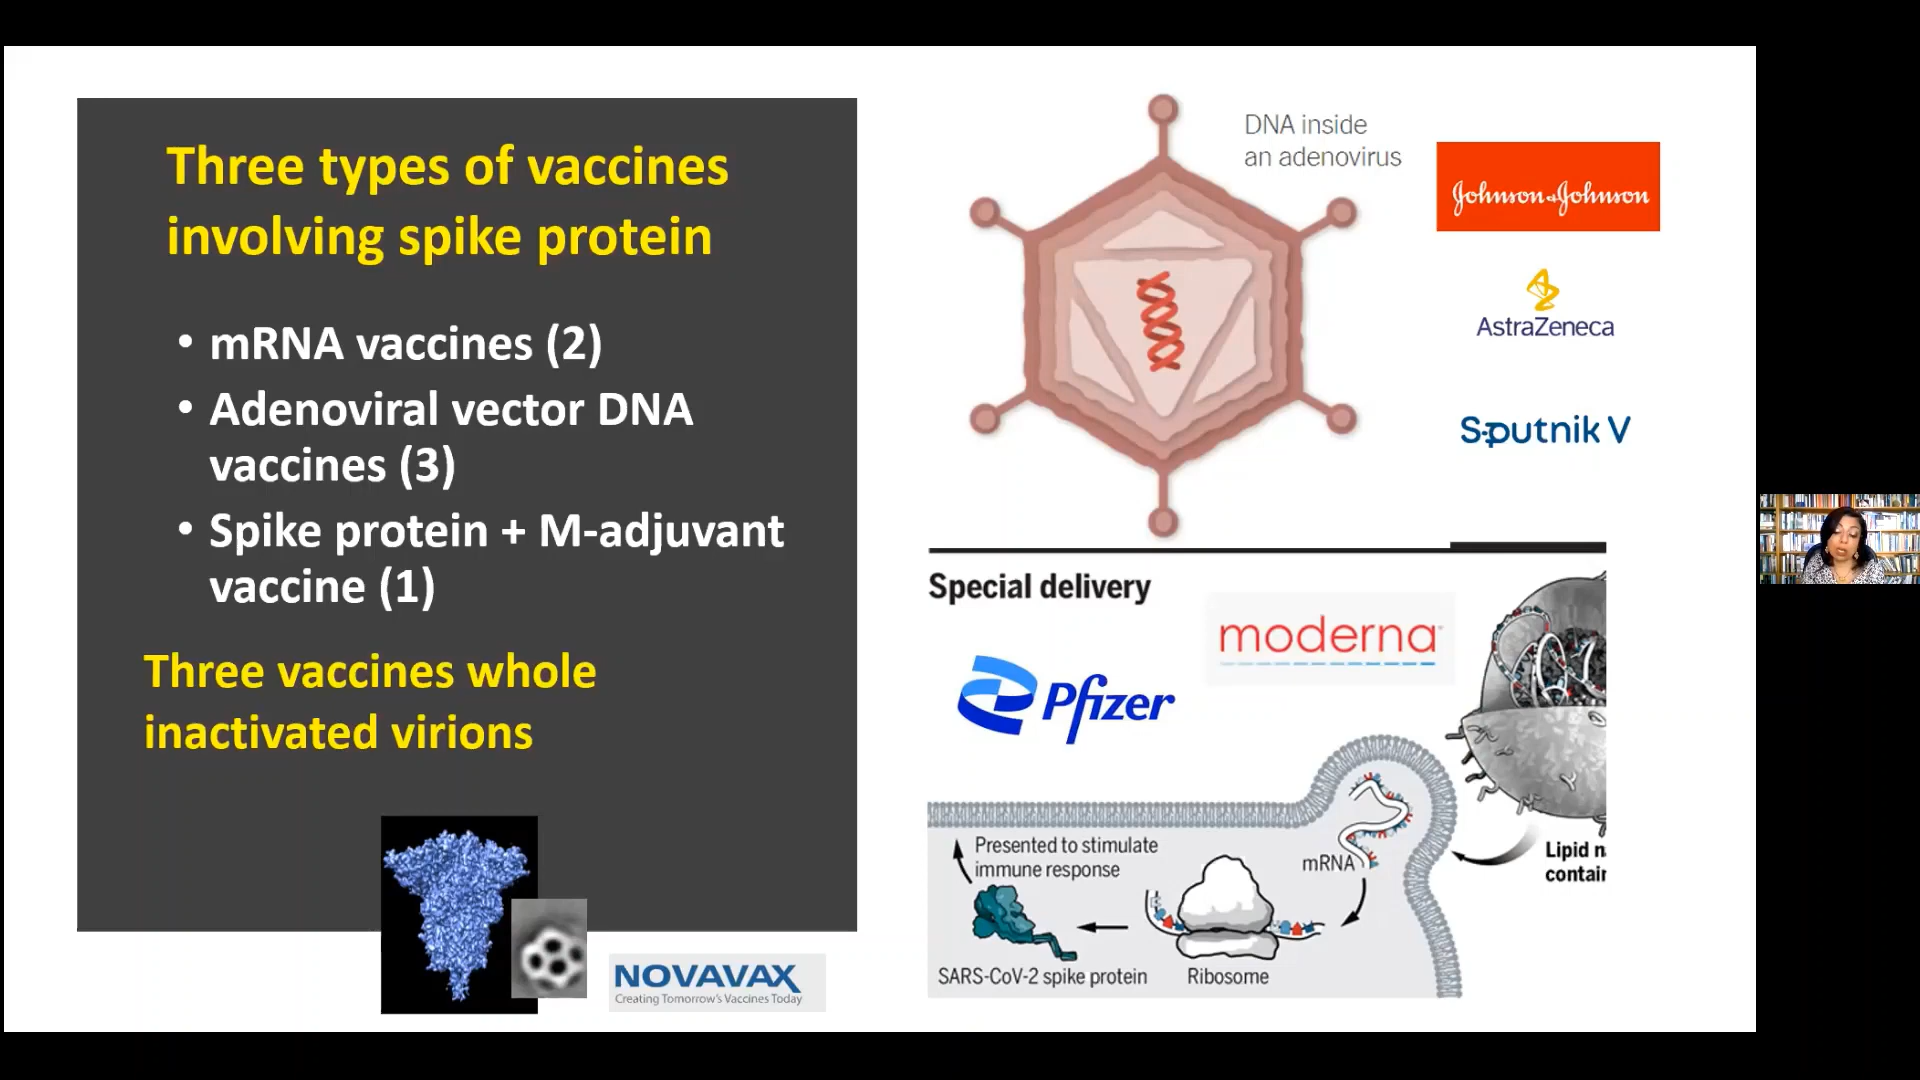 Three types of vaccines
involving spike protein
• mRNA vaccines (2)
• Adenoviral vector DNA
vaccines (3)
• Spike protein + M-adjuvant
vaccine (1)
Three vaccines whole
inactivated virions
NOVAVAX
Creating Tomorrow's Vaccines Today
DNA inside
an adenovirus
Johnson & Johnson
AstraZeneca
Sputnik V
Special delivery
moderna
Pfizer
Presented to stimulate
immune response
mRNA
Lipid n
contain
SARS-CoV-2 spike protein
Ribosome